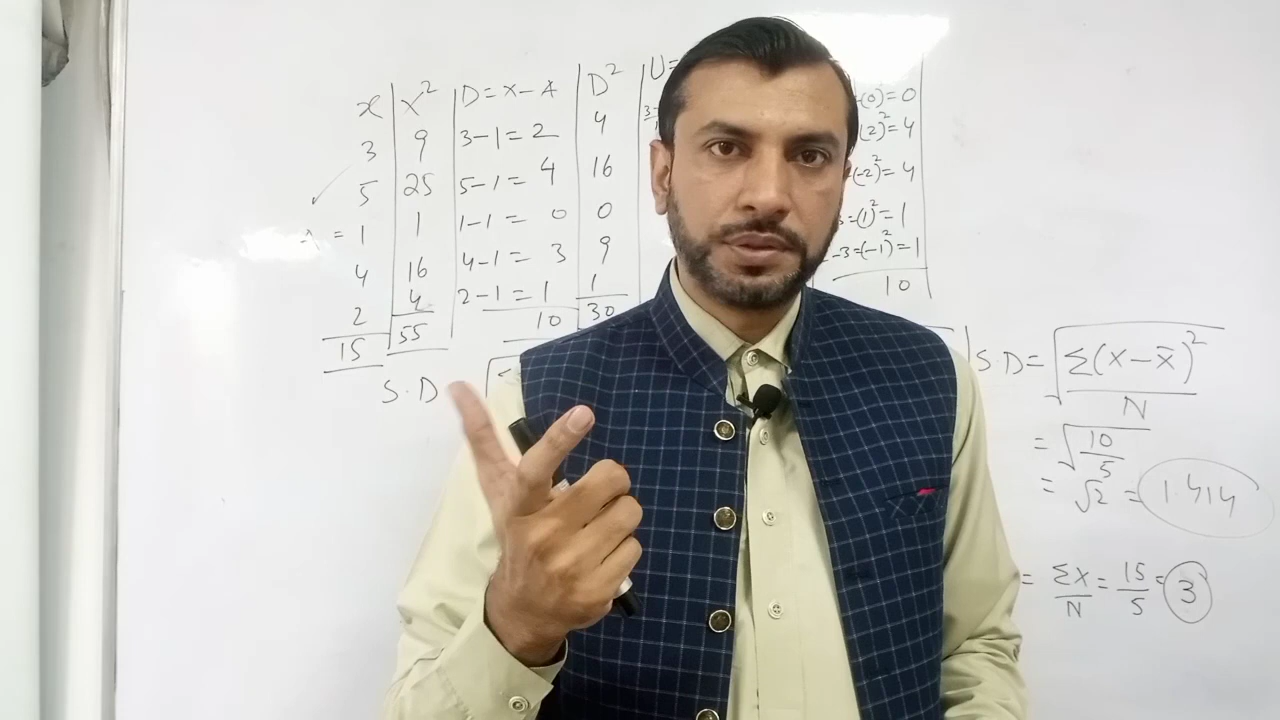 x x² D=x-A D² U=
3 9 3-1=2 4 (0)=0
5 25 5-1=4 16 (2)²=4
A=1 1 1-1=0 0 (-2)²=4
4 16 4-1=3 9 3=(1)²=1
2 4 2-1=1 1 -3=(-1)²=1
15 55 10 30 10
S.D
S.D=√Σ(x-x̄)²/N
=√10/5
=√2=1.414
=Σx/N=15/5=3